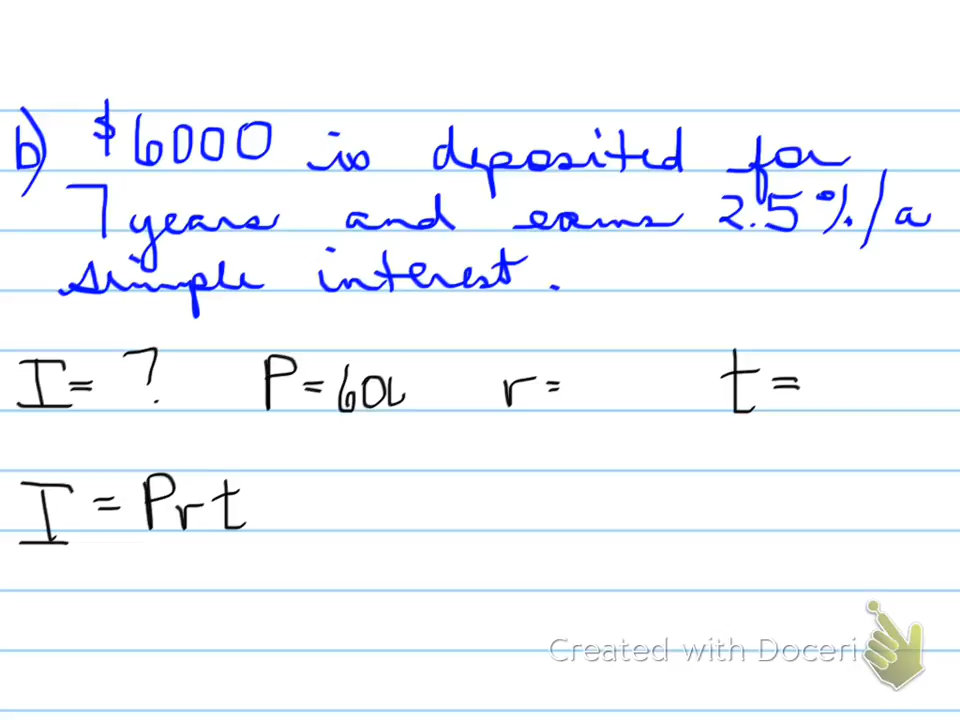 b) $6000 is deposited for
7 years and earns 2.5%/a
simple interest.
I = ? P = 600 r = t =
I = Prt
Created with Doceri